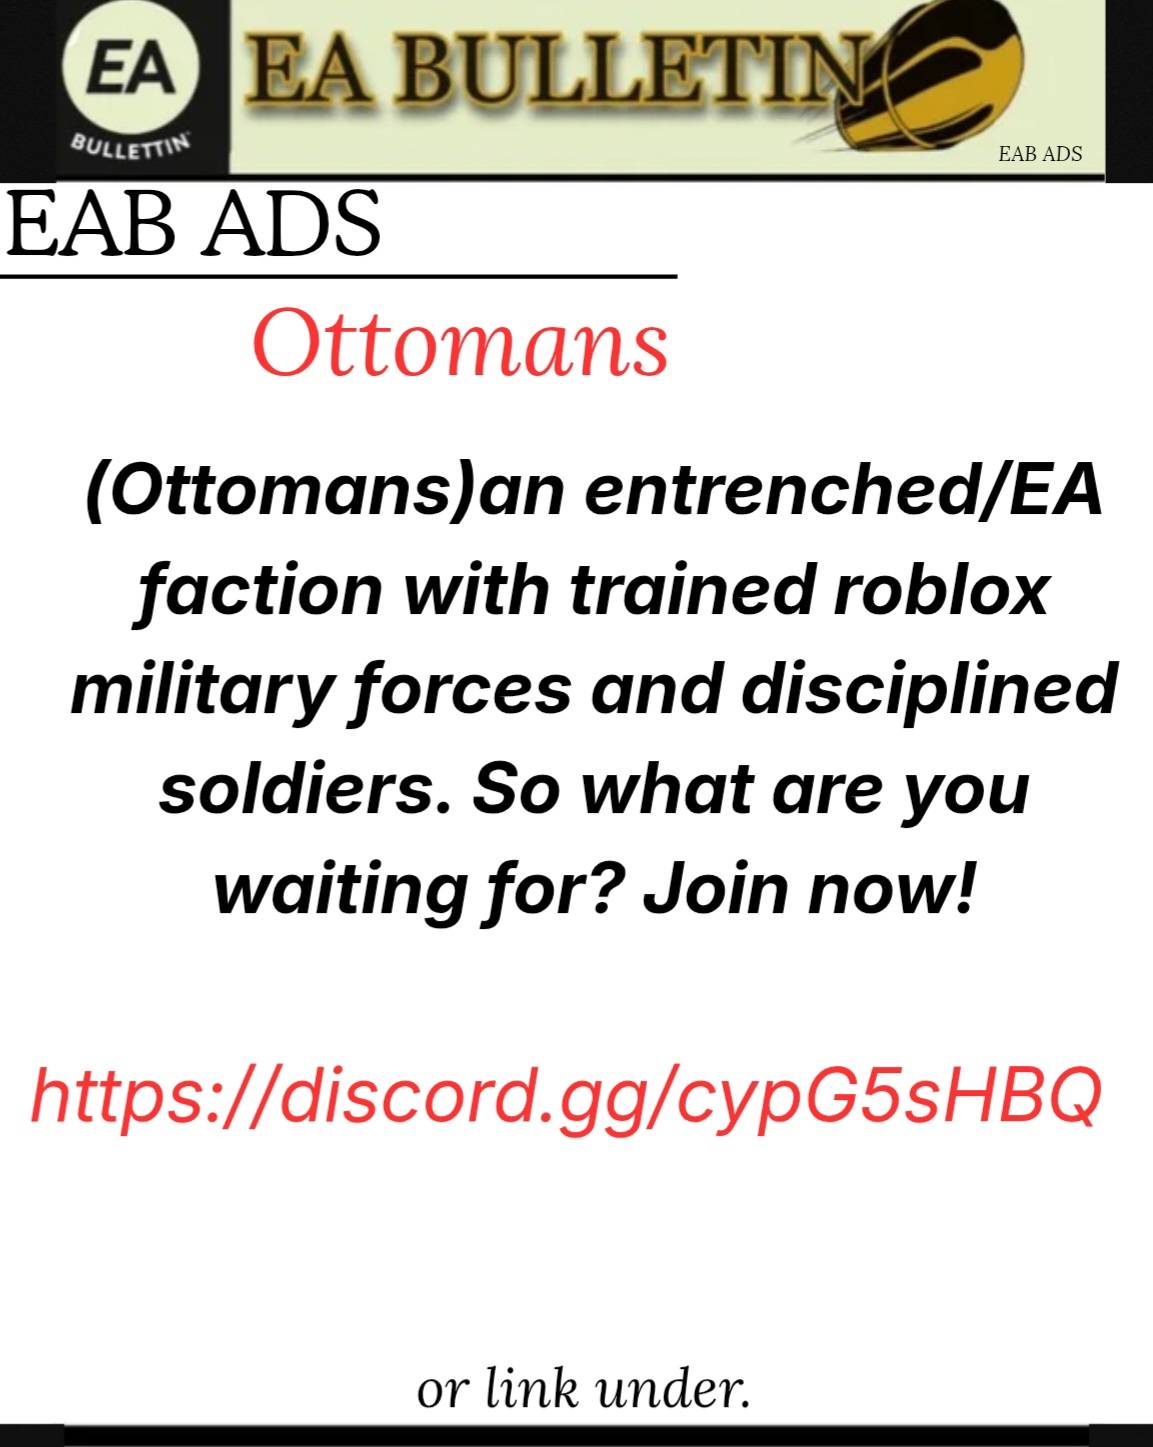 EA
BULLETTIN
EA BULLETIN
EAB ADS
EAB ADS
Ottomans
(Ottomans)an entrenched/EA
faction with trained roblox
military forces and disciplined
soldiers. So what are you
waiting for? Join now!
https://discord.gg/cypG5sHBQ
or link under.